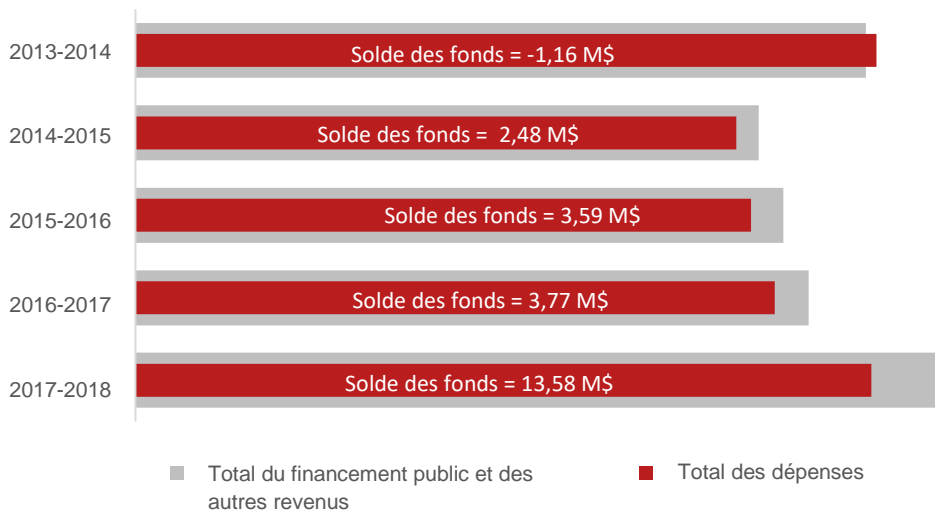 2013-2014
Solde des fonds = -1,16 M$
2014-2015
Solde des fonds =  2,48 M$
2015-2016
Solde des fonds = 3,59 M$
2016-2017
Solde des fonds = 3,77 M$
2017-2018
Solde des fonds = 13,58 M$
Total du financement public et des
autres revenus
Total des dépenses